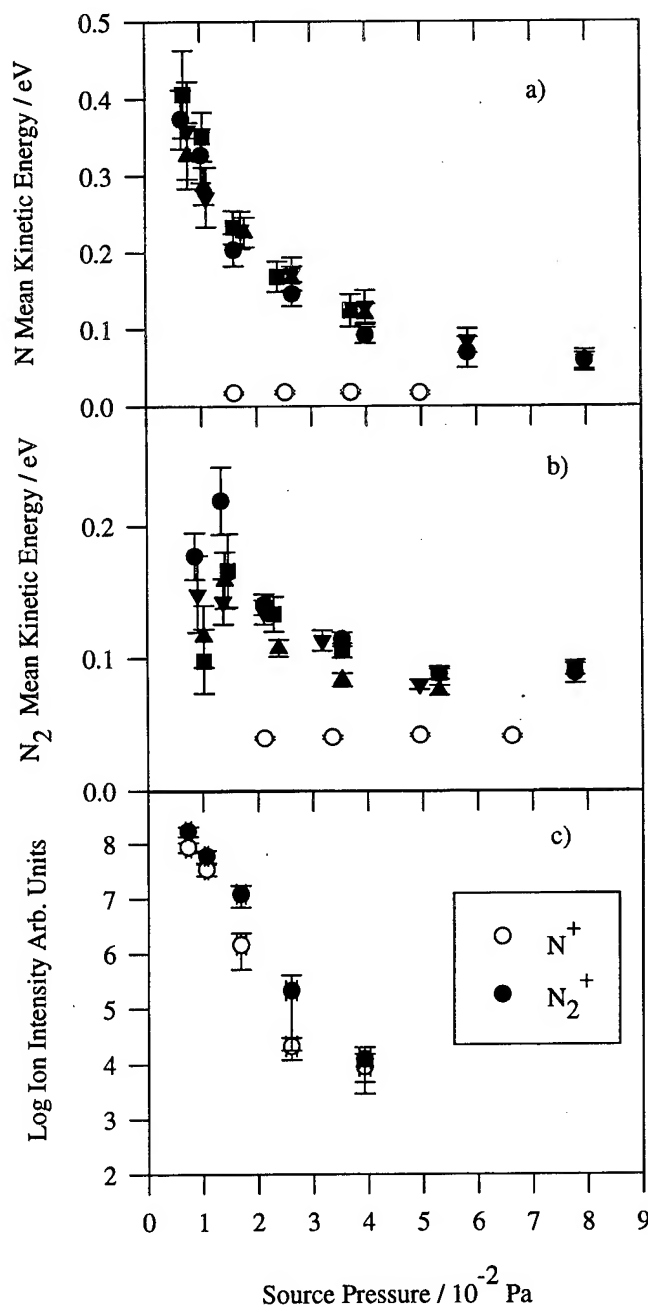 0.5
0.4
0.3
0.2
0.1
0.0
N Mean Kinetic Energy / eV
a)
0.2
0.1
0.0
N2 Mean Kinetic Energy / eV
b)
8
7
6
5
4
3
2
Log Ion Intensity Arb. Units
c)
N+
N2+
0 1 2 3 4 5 6 7 8 9
Source Pressure / 10-2 Pa